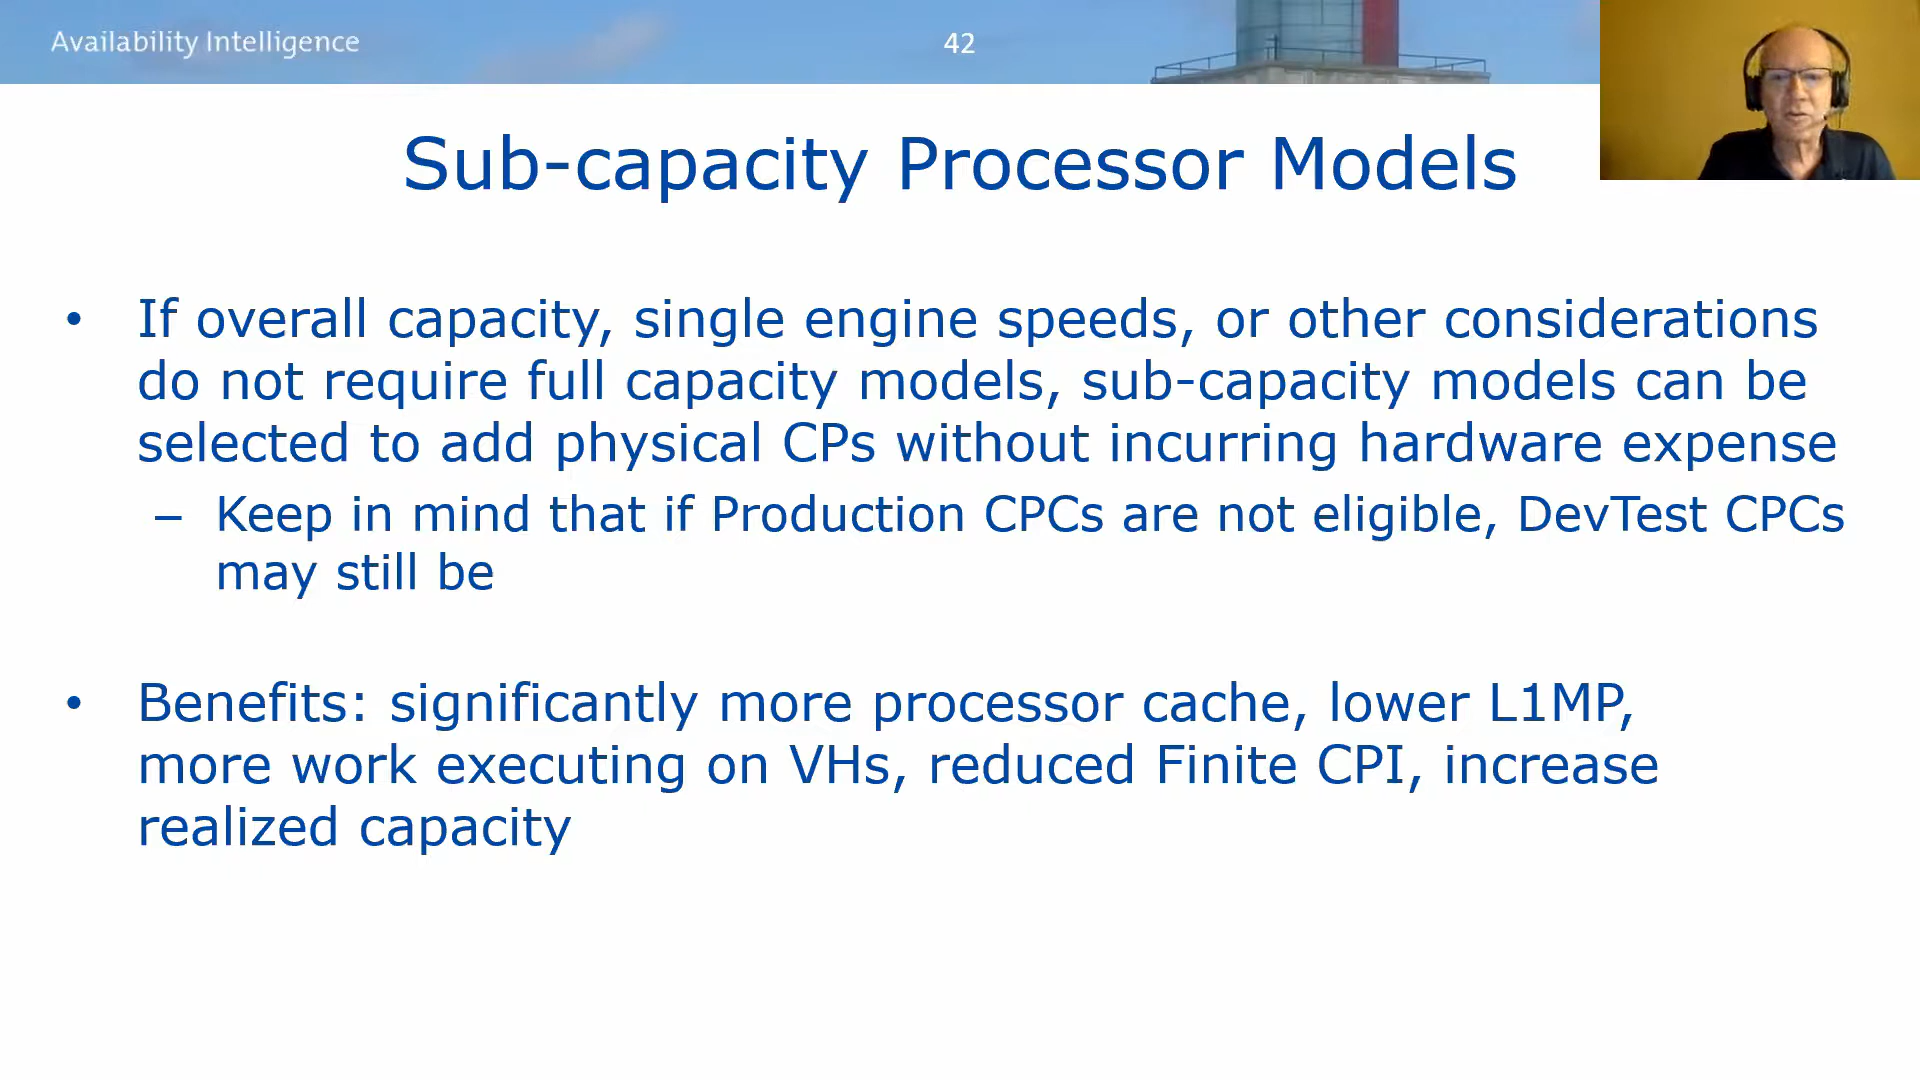 Availability Intelligence
42
Sub-capacity Processor Models
• If overall capacity, single engine speeds, or other considerations
do not require full capacity models, sub-capacity models can be
selected to add physical CPs without incurring hardware expense
– Keep in mind that if Production CPCs are not eligible, DevTest CPCs
may still be
• Benefits: significantly more processor cache, lower L1MP,
more work executing on VHs, reduced Finite CPI, increase
realized capacity